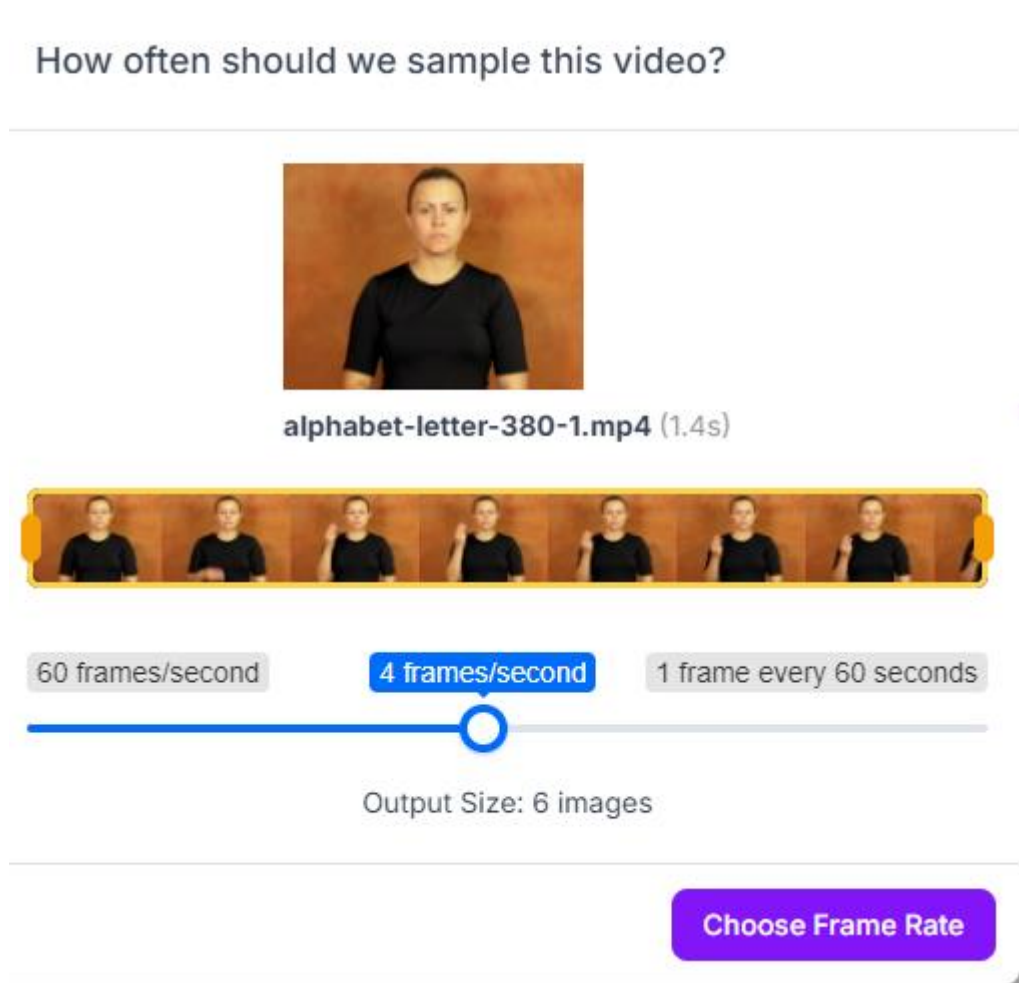 How often should we sample this video?
alphabet-letter-380-1.mp4 (1.4s)
60 frames/second 4 frames/second 1 frame every 60 seconds
Output Size: 6 images
Choose Frame Rate